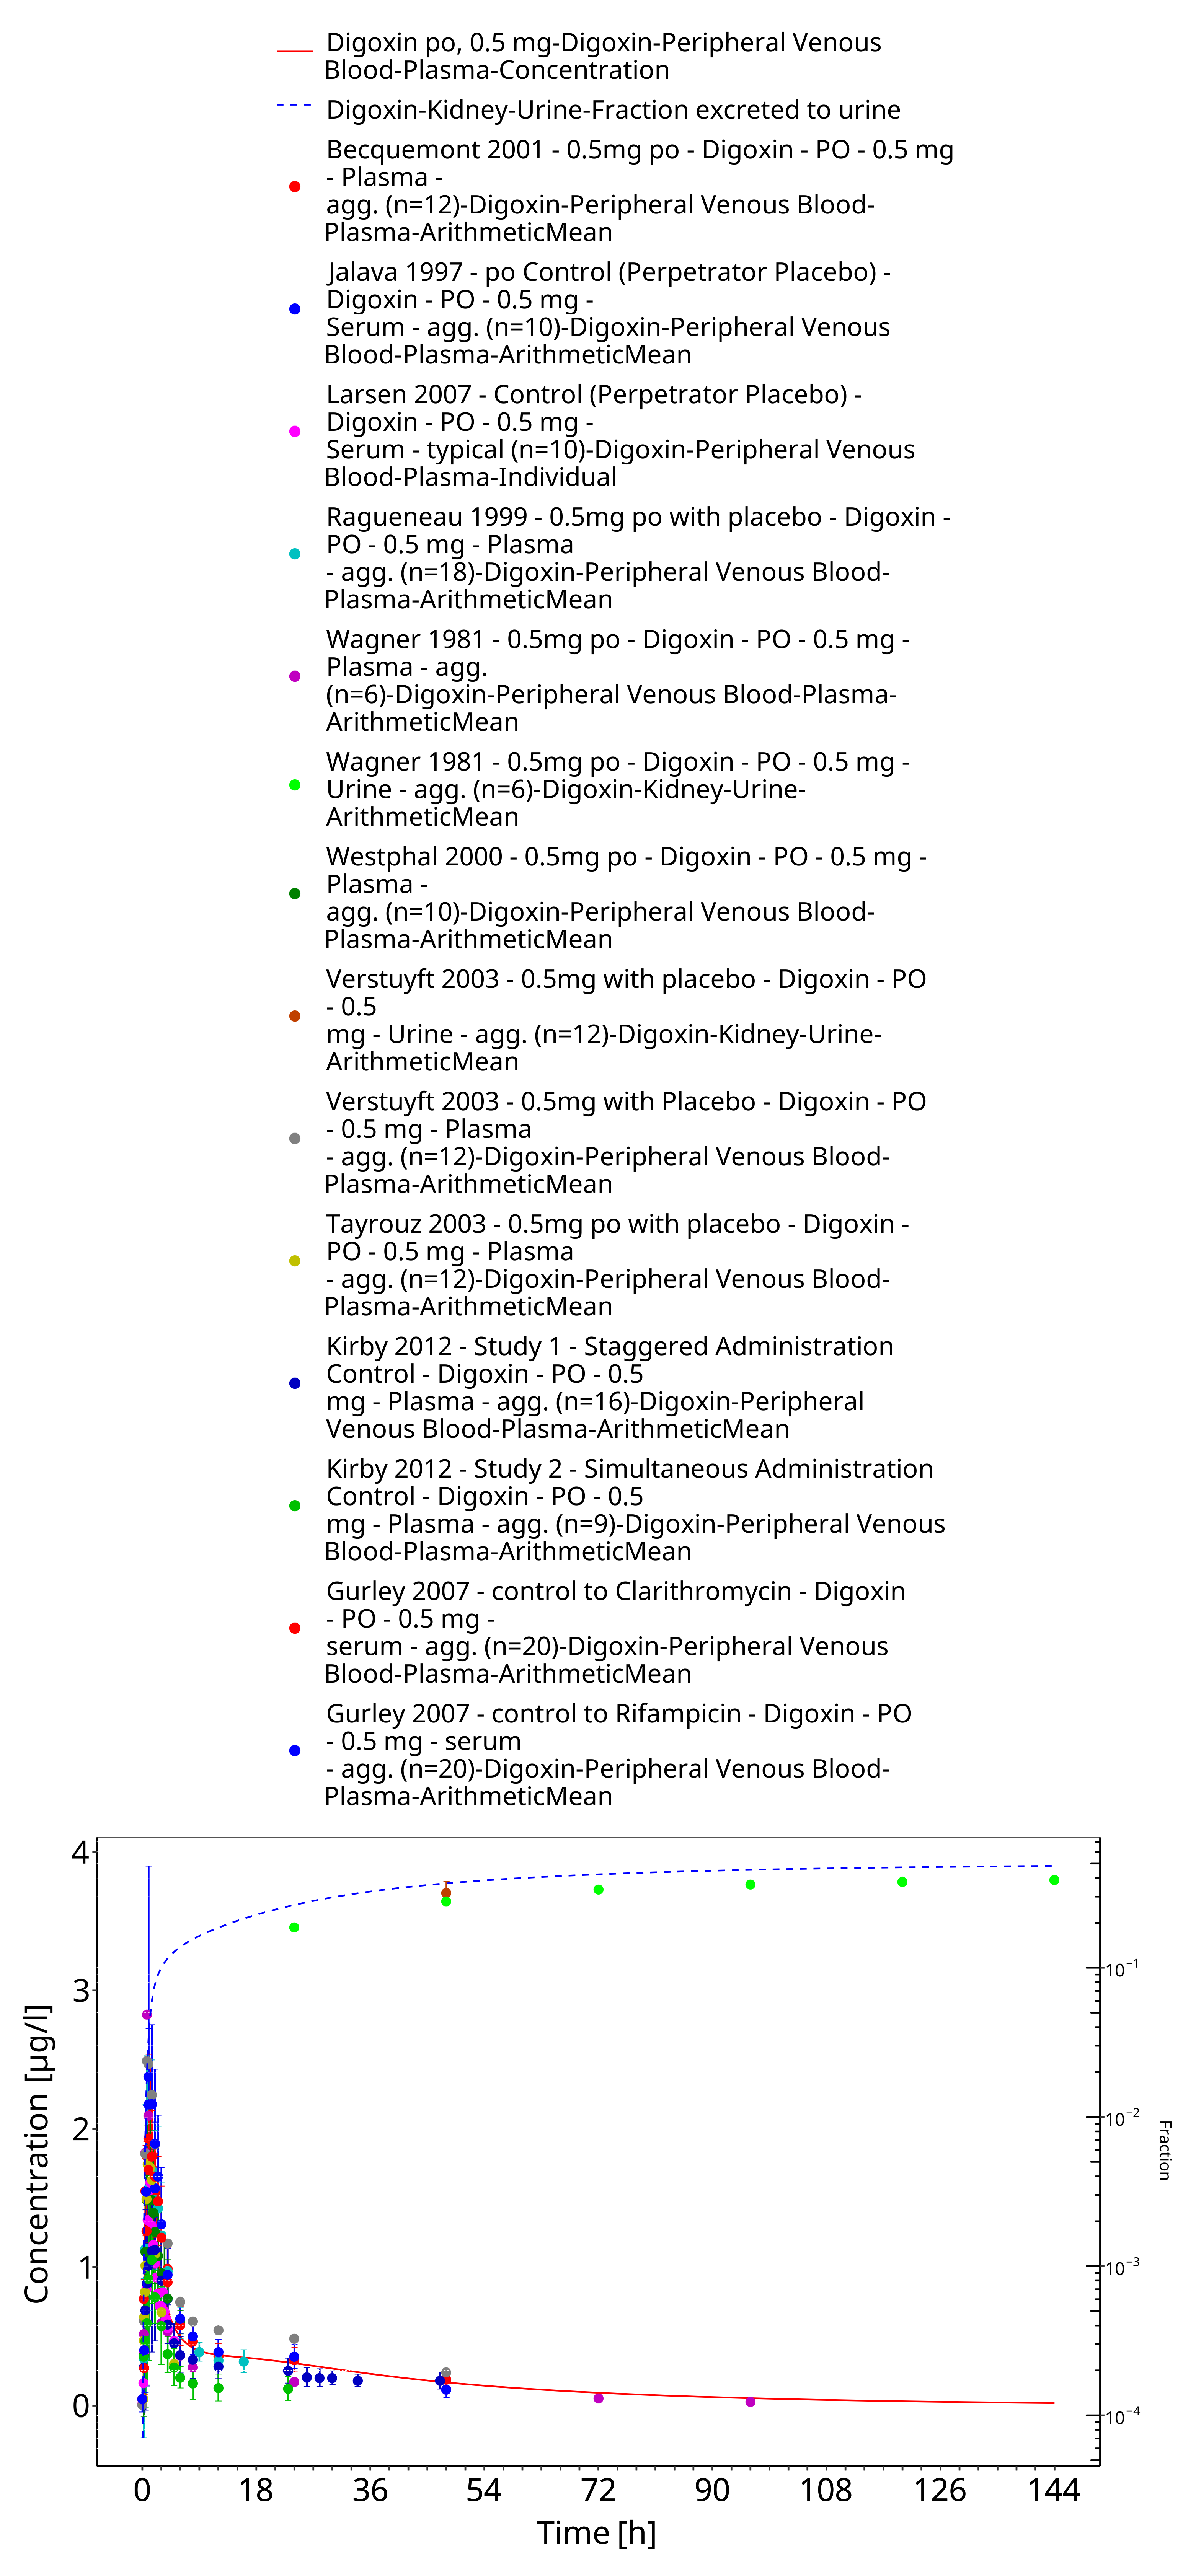 Digoxin po, 0.5 mg-Digoxin-Peripheral Venous
Blood-Plasma-Concentration
Digoxin-Kidney-Urine-Fraction excreted to urine
Becquemont 2001 - 0.5mg po - Digoxin - PO - 0.5 mg
- Plasma -
agg. (n=12)-Digoxin-Peripheral Venous Blood-
Plasma-ArithmeticMean
Jalava 1997 - po Control (Perpetrator Placebo) -
Digoxin - PO - 0.5 mg -
Serum - agg. (n=10)-Digoxin-Peripheral Venous
Blood-Plasma-ArithmeticMean
Larsen 2007 - Control (Perpetrator Placebo) -
Digoxin - PO - 0.5 mg -
Serum - typical (n=10)-Digoxin-Peripheral Venous
Blood-Plasma-Individual
Ragueneau 1999 - 0.5mg po with placebo - Digoxin -
PO - 0.5 mg - Plasma
- agg. (n=18)-Digoxin-Peripheral Venous Blood-
Plasma-ArithmeticMean
Wagner 1981 - 0.5mg po - Digoxin - PO - 0.5 mg -
Plasma - agg.
(n=6)-Digoxin-Peripheral Venous Blood-Plasma-
ArithmeticMean
Wagner 1981 - 0.5mg po - Digoxin - PO - 0.5 mg -
Urine - agg. (n=6)-Digoxin-Kidney-Urine-
ArithmeticMean
Westphal 2000 - 0.5mg po - Digoxin - PO - 0.5 mg -
Plasma -
agg. (n=10)-Digoxin-Peripheral Venous Blood-
Plasma-ArithmeticMean
Verstuyft 2003 - 0.5mg with placebo - Digoxin - PO
- 0.5
mg - Urine - agg. (n=12)-Digoxin-Kidney-Urine-
ArithmeticMean
Verstuyft 2003 - 0.5mg with Placebo - Digoxin - PO
- 0.5 mg - Plasma
- agg. (n=12)-Digoxin-Peripheral Venous Blood-
Plasma-ArithmeticMean
Tayrouz 2003 - 0.5mg po with placebo - Digoxin -
PO - 0.5 mg - Plasma
- agg. (n=12)-Digoxin-Peripheral Venous Blood-
Plasma-ArithmeticMean
Kirby 2012 - Study 1 - Staggered Administration
Control - Digoxin - PO - 0.5
mg - Plasma - agg. (n=16)-Digoxin-Peripheral
Venous Blood-Plasma-ArithmeticMean
Kirby 2012 - Study 2 - Simultaneous Administration
Control - Digoxin - PO - 0.5
mg - Plasma - agg. (n=9)-Digoxin-Peripheral Venous
Blood-Plasma-ArithmeticMean
Gurley 2007 - control to Clarithromycin - Digoxin
- PO - 0.5 mg -
serum - agg. (n=20)-Digoxin-Peripheral Venous
Blood-Plasma-ArithmeticMean
Gurley 2007 - control to Rifampicin - Digoxin - PO
- 0.5 mg - serum
- agg. (n=20)-Digoxin-Peripheral Venous Blood-
Plasma-ArithmeticMean
Concentration [µg/l]
4
3
2
1
0
10⁻¹
10⁻²
10⁻³
10⁻⁴
Fraction
0 18 36 54 72 90 108 126 144
Time [h]